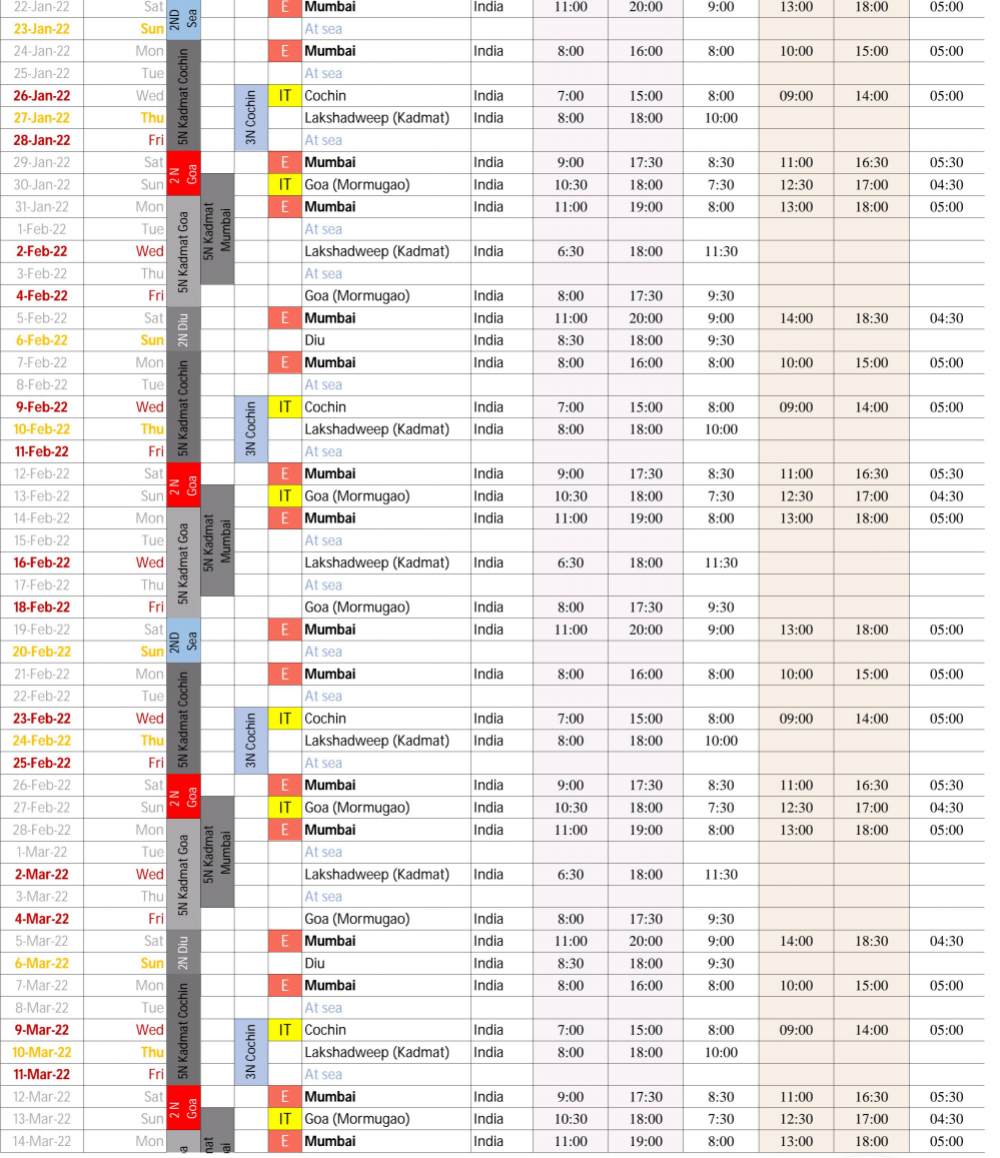 22-Jan-22 Sat 2ND Sea E Mumbai India 11:00 20:00 9:00 13:00 18:00 05:00
23-Jan-22 Sun At sea
24-Jan-22 Mon 5N Kadmat Cochin E Mumbai India 8:00 16:00 8:00 10:00 15:00 05:00
25-Jan-22 Tue At sea
26-Jan-22 Wed 3N Cochin IT Cochin India 7:00 15:00 8:00 09:00 14:00 05:00
27-Jan-22 Thu Lakshadweep (Kadmat) India 8:00 18:00 10:00
28-Jan-22 Fri At sea
29-Jan-22 Sat 2 N Goa E Mumbai India 9:00 17:30 8:30 11:00 16:30 05:30
30-Jan-22 Sun 5N Kadmat Mumbai IT Goa (Mormugao) India 10:30 18:00 7:30 12:30 17:00 04:30
31-Jan-22 Mon 5N Kadmat Goa E Mumbai India 11:00 19:00 8:00 13:00 18:00 05:00
1-Feb-22 Tue At sea
2-Feb-22 Wed Lakshadweep (Kadmat) India 6:30 18:00 11:30
3-Feb-22 Thu At sea
4-Feb-22 Fri Goa (Mormugao) India 8:00 17:30 9:30
5-Feb-22 Sat 2N Diu E Mumbai India 11:00 20:00 9:00 14:00 18:30 04:30
6-Feb-22 Sun Diu India 8:30 18:00 9:30
7-Feb-22 Mon 5N Kadmat Cochin E Mumbai India 8:00 16:00 8:00 10:00 15:00 05:00
8-Feb-22 Tue At sea
9-Feb-22 Wed 3N Cochin IT Cochin India 7:00 15:00 8:00 09:00 14:00 05:00
10-Feb-22 Thu Lakshadweep (Kadmat) India 8:00 18:00 10:00
11-Feb-22 Fri At sea
12-Feb-22 Sat 2 N Goa E Mumbai India 9:00 17:30 8:30 11:00 16:30 05:30
13-Feb-22 Sun 5N Kadmat Mumbai IT Goa (Mormugao) India 10:30 18:00 7:30 12:30 17:00 04:30
14-Feb-22 Mon 5N Kadmat Goa E Mumbai India 11:00 19:00 8:00 13:00 18:00 05:00
15-Feb-22 Tue At sea
16-Feb-22 Wed Lakshadweep (Kadmat) India 6:30 18:00 11:30
17-Feb-22 Thu At sea
18-Feb-22 Fri Goa (Mormugao) India 8:00 17:30 9:30
19-Feb-22 Sat 2ND Sea E Mumbai India 11:00 20:00 9:00 13:00 18:00 05:00
20-Feb-22 Sun At sea
21-Feb-22 Mon 5N Kadmat Cochin E Mumbai India 8:00 16:00 8:00 10:00 15:00 05:00
22-Feb-22 Tue At sea
23-Feb-22 Wed 3N Cochin IT Cochin India 7:00 15:00 8:00 09:00 14:00 05:00
24-Feb-22 Thu Lakshadweep (Kadmat) India 8:00 18:00 10:00
25-Feb-22 Fri At sea
26-Feb-22 Sat 2 N Goa E Mumbai India 9:00 17:30 8:30 11:00 16:30 05:30
27-Feb-22 Sun 5N Kadmat Mumbai IT Goa (Mormugao) India 10:30 18:00 7:30 12:30 17:00 04:30
28-Feb-22 Mon 5N Kadmat Goa E Mumbai India 11:00 19:00 8:00 13:00 18:00 05:00
1-Mar-22 Tue At sea
2-Mar-22 Wed Lakshadweep (Kadmat) India 6:30 18:00 11:30
3-Mar-22 Thu At sea
4-Mar-22 Fri Goa (Mormugao) India 8:00 17:30 9:30
5-Mar-22 Sat 2N Diu E Mumbai India 11:00 20:00 9:00 14:00 18:30 04:30
6-Mar-22 Sun Diu India 8:30 18:00 9:30
7-Mar-22 Mon 5N Kadmat Cochin E Mumbai India 8:00 16:00 8:00 10:00 15:00 05:00
8-Mar-22 Tue At sea
9-Mar-22 Wed 3N Cochin IT Cochin India 7:00 15:00 8:00 09:00 14:00 05:00
10-Mar-22 Thu Lakshadweep (Kadmat) India 8:00 18:00 10:00
11-Mar-22 Fri At sea
12-Mar-22 Sat 2 N Goa E Mumbai India 9:00 17:30 8:30 11:00 16:30 05:30
13-Mar-22 Sun IT Goa (Mormugao) India 10:30 18:00 7:30 12:30 17:00 04:30
14-Mar-22 Mon E Mumbai India 11:00 19:00 8:00 13:00 18:00 05:00